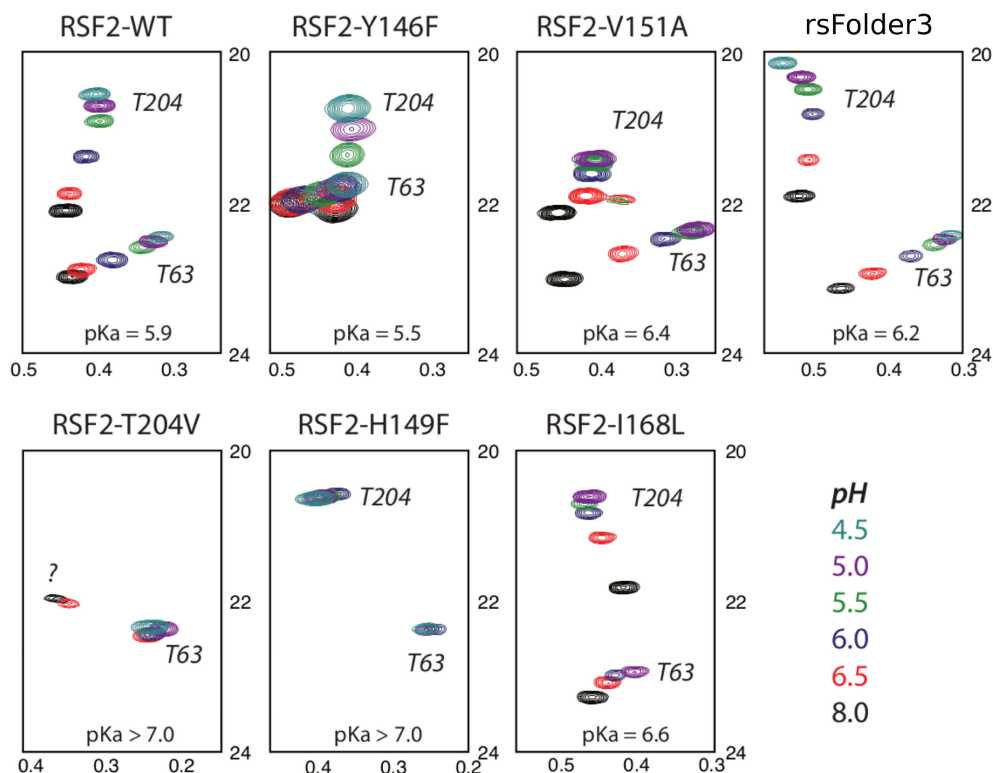 RSF2-WT RSF2-Y146F RSF2-V151A rsFolder3
20 20 20 20
T204 T204 T204 T204
T63
22 22 22 22
T63 T63 T63
pKa = 5.9 pKa = 5.5 pKa = 6.4 pKa = 6.2
24 24 24 24
0.5 0.4 0.3 0.5 0.4 0.3 0.5 0.4 0.3 0.5 0.4 0.3
RSF2-T204V RSF2-H149F RSF2-I168L
20 20 20
T204 T204
pH
4.5
5.0
?
22 22 22
5.5
6.0
T63 T63 T63
6.5
8.0
pKa > 7.0 pKa > 7.0 pKa = 6.6
24 24 24
0.4 0.3 0.2 0.4 0.3 0.2 0.5 0.4 0.3